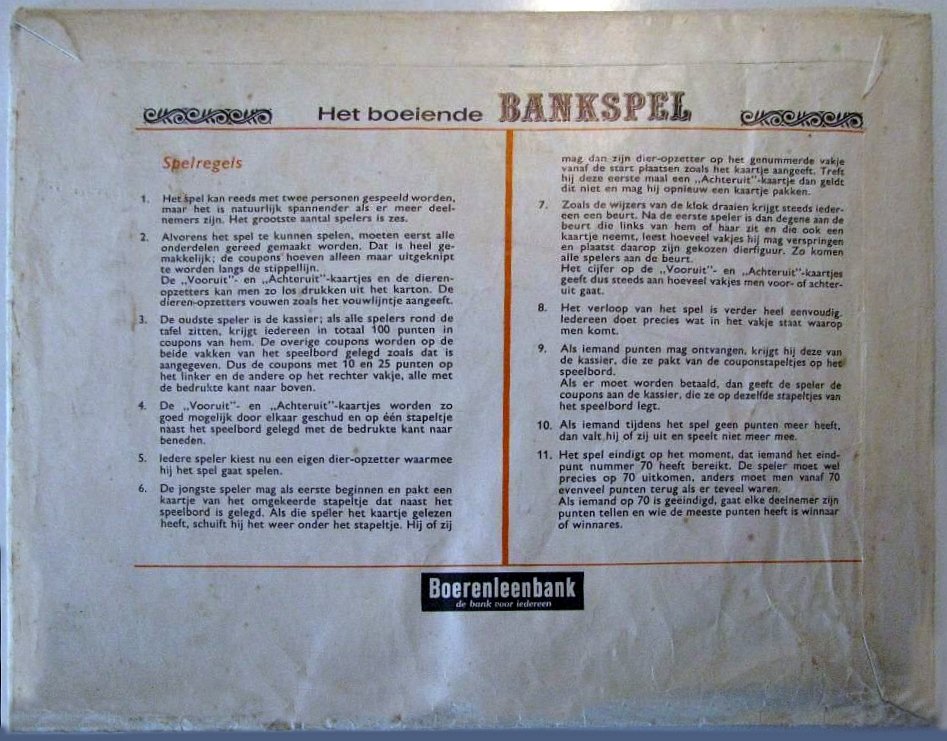 Het boeiende BANKSPEL
Spelregels
1. Het spel kan reeds met twee personen gespeeld worden,
maar het is natuurlijk spannender als er meer deel-
nemers zijn. Het grootste aantal spelers is zes.
2. Alvorens het spel te kunnen spelen, moeten eerst alle
onderdelen gereed gemaakt worden. Dat is heel ge-
makkelijk; de coupons hoeven alleen maar uitgeknipt
te worden langs de stippellijn.
De „Vooruit”- en „Achteruit”-kaartjes en de dieren-
opzetters kan men zo los drukken uit het karton. De
dieren-opzetters vouwen zoals het vouwlijntje aangeeft.
3. De oudste speler is de kassier; als alle spelers rond de
tafel zitten, krijgt iedereen in totaal 100 punten in
coupons van hem. De overige coupons worden op de
beide vakken van het speelbord gelegd zoals dat is
aangegeven. Dus de coupons met 10 en 25 punten op
het linker en de andere op het rechter vakje, alle met
de bedrukte kant naar boven.
4. De „Vooruit”- en „Achteruit”-kaartjes worden zo
goed mogelijk door elkaar geschud en op één stapeltje
naast het speelbord gelegd met de bedrukte kant naar
beneden.
5. Iedere speler kiest nu een eigen dier-opzetter waarmee
hij het spel gaat spelen.
6. De jongste speler mag als eerste beginnen en pakt een
kaartje van het omgekeerde stapeltje dat naast het
speelbord is gelegd. Als die speler het kaartje gelezen
heeft, schuift hij het weer onder het stapeltje. Hij of zij
mag dan zijn dier-opzetter op het genummerde vakje
vanaf de start plaatsen zoals het kaartje aangeeft. Treft
hij deze eerste maal een „Achteruit”-kaartje dan geldt
dit niet en mag hij opnieuw een kaartje pakken.
7. Zoals de wijzers van de klok draaien krijgt steeds ieder-
een een beurt. Na de eerste speler is dan degene aan de
beurt die links van hem of haar zit en die ook een
kaartje neemt, leest hoeveel vakjes hij mag verspringen
en plaatst daarop zijn gekozen dierfiguur. Zo komen
alle spelers aan de beurt.
Het cijfer op de „Vooruit”- en „Achteruit”-kaartjes
geeft dus steeds aan hoeveel vakjes men voor- of achter-
uit gaat.
8. Het verloop van het spel is verder heel eenvoudig.
Iedereen doet precies wat in het vakje staat waarop
men komt.
9. Als iemand punten mag ontvangen, krijgt hij deze van
de kassier, die ze pakt van de couponstapeltjes op het
speelbord.
Als er moet worden betaald, dan geeft de speler de
coupons aan de kassier, die ze op dezelfde stapeltjes van
het speelbord legt.
10. Als iemand tijdens het spel geen punten meer heeft,
dan valt hij of zij uit en speelt niet meer mee.
11. Het spel eindigt op het moment, dat iemand het eind-
punt nummer 70 heeft bereikt. De speler moet wel
precies op 70 uitkomen, anders moet men vanaf 70
evenveel punten terug als er teveel waren.
Als iemand op 70 is geëindigd, gaat elke deelnemer zijn
punten tellen en wie de meeste punten heeft is winnaar
of winnares.
Boerenleenbank
de bank voor iedereen